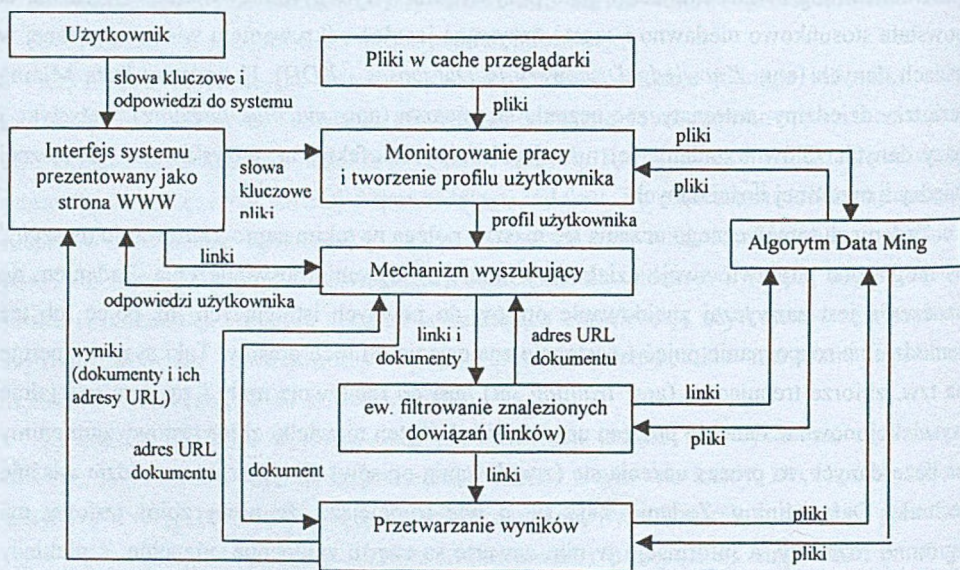 Użytkownik
słowa kluczowe i
odpowiedzi do systemu
Pliki w cache przeglądarki
pliki
Interfejs systemu
prezentowany jako
strona WWW
słowa
kluczowe
pliki
Monitorowanie pracy
i tworzenie profilu użytkownika
pliki
pliki
profil użytkownika
Algorytm Data Ming
linki
Mechanizm wyszukujący
odpowiedzi użytkownika
wyniki
(dokumenty i ich
adresy URL)
linki i
dokumenty
adres URL
dokumentu
ew. filtrowanie znalezionych
dowiązań (linków)
linki
pliki
adres URL
dokumentu
dokument
linki
Przetwarzanie wyników
pliki
pliki